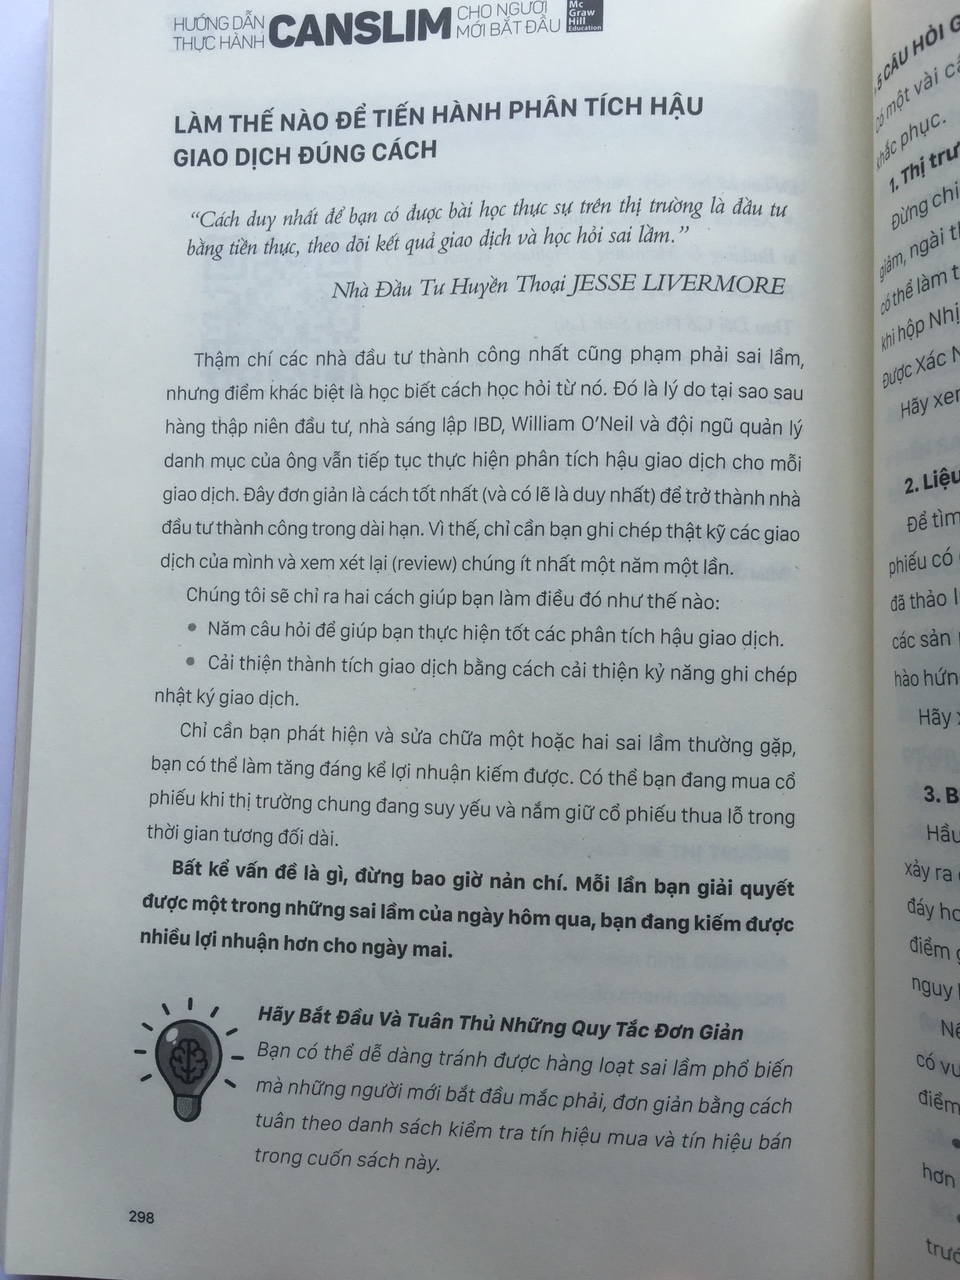 HƯỚNG DẪN
THỰC HÀNH
CANSLIM
CHO NGƯỜI
MỚI BẮT ĐẦU
Mc
Graw
Hill
Education
LÀM THẾ NÀO ĐỂ TIẾN HÀNH PHÂN TÍCH HẬU
GIAO DỊCH ĐÚNG CÁCH
“Cách duy nhất để bạn có được bài học thực sự trên thị trường là đầu tư
bằng tiền thực, theo dõi kết quả giao dịch và học hỏi sai lầm.”
Nhà Đầu Tư Huyền Thoại JESSE LIVERMORE
Thậm chí các nhà đầu tư thành công nhất cũng phạm phải sai lầm,
nhưng điểm khác biệt là học biết cách học hỏi từ nó. Đó là lý do tại sao sau
hàng thập niên đầu tư, nhà sáng lập IBD, William O’Neil và đội ngũ quản lý
danh mục của ông vẫn tiếp tục thực hiện phân tích hậu giao dịch cho mỗi
giao dịch. Đây đơn giản là cách tốt nhất (và có lẽ là duy nhất) để trở thành nhà
đầu tư thành công trong dài hạn. Vì thế, chỉ cần bạn ghi chép thật kỹ các giao
dịch của mình và xem xét lại (review) chúng ít nhất một năm một lần.
Chúng tôi sẽ chỉ ra hai cách giúp bạn làm điều đó như thế nào:
• Năm câu hỏi để giúp bạn thực hiện tốt các phân tích hậu giao dịch.
• Cải thiện thành tích giao dịch bằng cách cải thiện kỹ năng ghi chép
nhật ký giao dịch.
Chỉ cần bạn phát hiện và sửa chữa một hoặc hai sai lầm thường gặp,
bạn có thể làm tăng đáng kể lợi nhuận kiếm được. Có thể bạn đang mua cổ
phiếu khi thị trường chung đang suy yếu và nắm giữ cổ phiếu thua lỗ trong
thời gian tương đối dài.
Bất kể vấn đề là gì, đừng bao giờ nản chí. Mỗi lần bạn giải quyết
được một trong những sai lầm của ngày hôm qua, bạn đang kiếm được
nhiều lợi nhuận hơn cho ngày mai.
Hãy Bắt Đầu Và Tuân Thủ Những Quy Tắc Đơn Giản
Bạn có thể dễ dàng tránh được hàng loạt sai lầm phổ biến
mà những người mới bắt đầu mắc phải, đơn giản bằng cách
tuân theo danh sách kiểm tra tín hiệu mua và tín hiệu bán
trong cuốn sách này.
298
5 CÂU HỎI
có một vài
khắc phục.
1. Thị
Đừng
giảm, ngài
có thể làm
khi hộp
Được Xác
Hãy
2. Liệu
Để tìm
phiếu có
đã thảo
các sản
hào hứng
Hãy
3.
Hầu
xảy ra
đáy
điểm
nguy
có
điểm
hơn